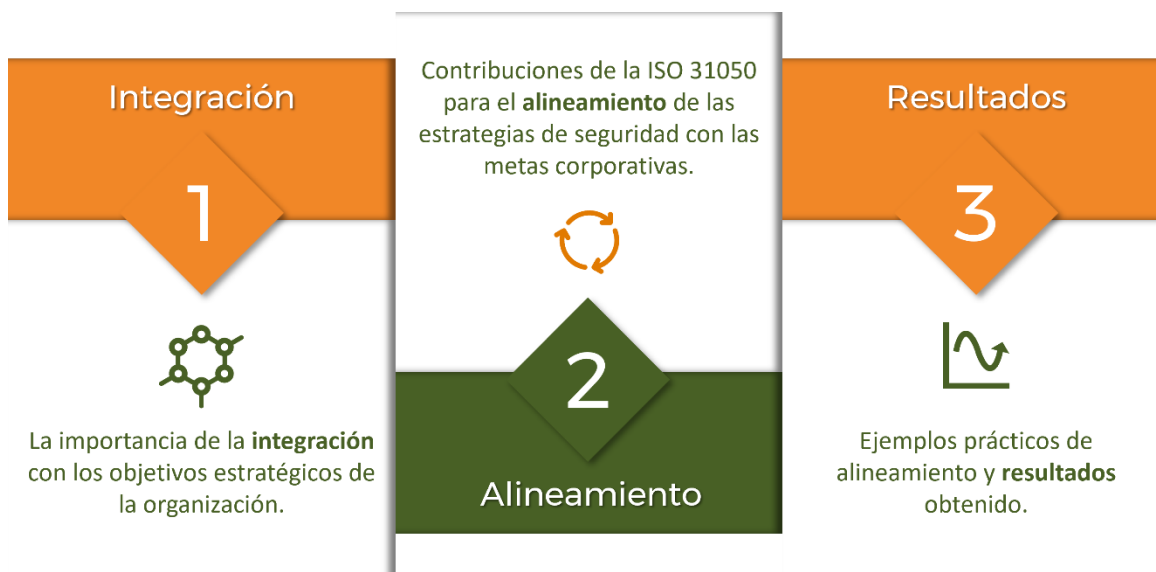 Integración
1
La importancia de la integración
con los objetivos estratégicos de
la organización.
Contribuciones de la ISO 31050
para el alineamiento de las
estrategias de seguridad con las
metas corporativas.
2
Alineamiento
Resultados
3
Ejemplos prácticos de
alineamiento y resultados
obtenido.